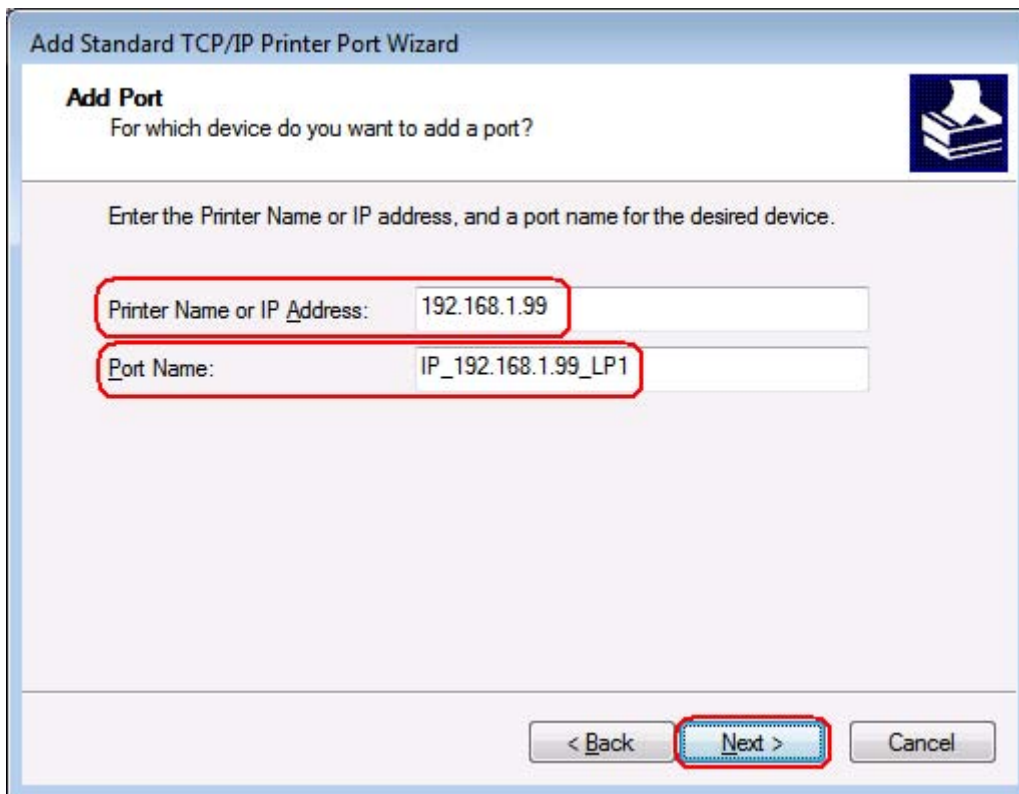 Add Standard TCP/IP Printer Port Wizard
Add Port
For which device do you want to add a port?
Enter the Printer Name or IP address, and a port name for the desired device.
Printer Name or IP Address: 192.168.1.99
Port Name: IP_192.168.1.99_LP1
< Back Next > Cancel